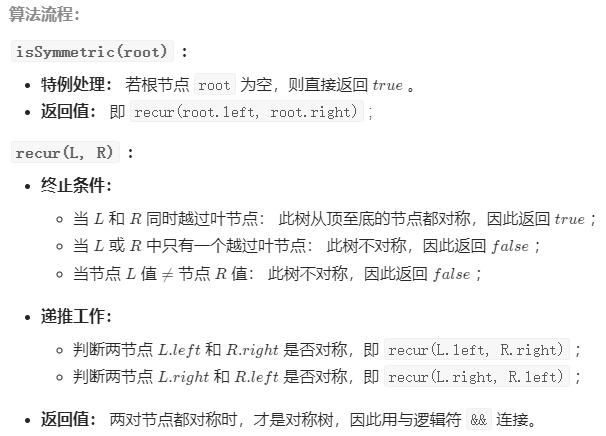 算法流程：
isSymmetric(root) ：
• 特例处理： 若根节点 root 为空，则直接返回 true 。
• 返回值： 即 recur(root.left, root.right) ;
recur(L, R) ：
• 终止条件：
◦ 当 L 和 R 同时越过叶节点： 此树从顶至底的节点都对称，因此返回 true ；
◦ 当 L 或 R 中只有一个越过叶节点： 此树不对称，因此返回 false ；
◦ 当节点 L 值 ≠ 节点 R 值： 此树不对称，因此返回 false ；
• 递推工作：
◦ 判断两节点 L.left 和 R.right 是否对称，即 recur(L.left, R.right) ；
◦ 判断两节点 L.right 和 R.left 是否对称，即 recur(L.right, R.left) ；
• 返回值： 两对节点都对称时，才是对称树，因此用与逻辑符 && 连接。